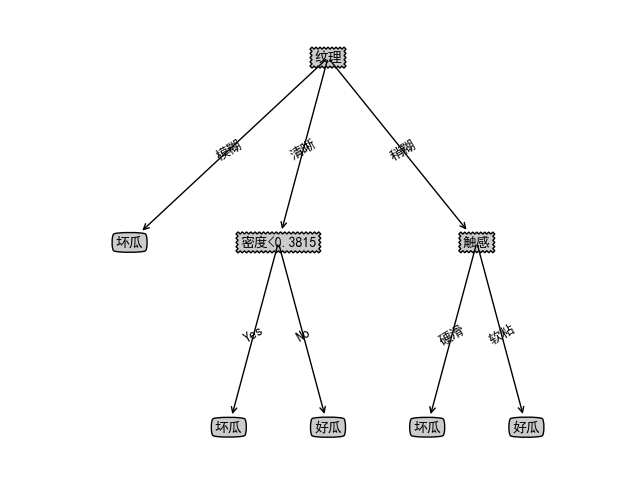 纹理
模糊
清晰
稍糊
坏瓜
密度<0.3815
触感
Yes
No
硬滑
软粘
坏瓜
好瓜
坏瓜
好瓜